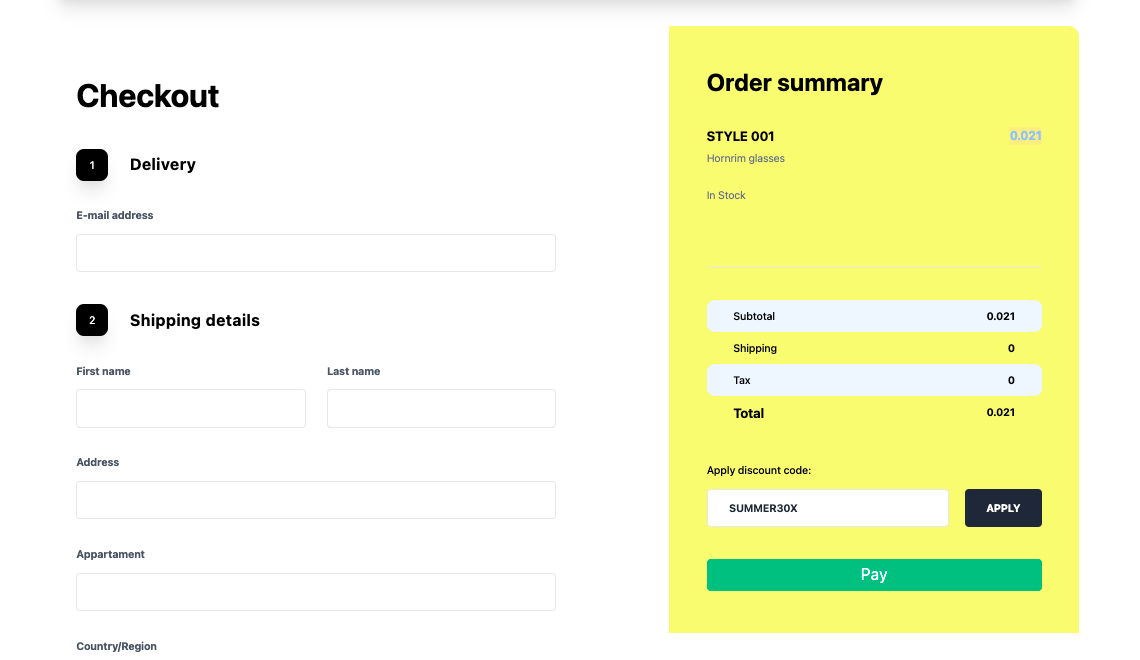 Checkout
1 Delivery
E-mail address
2 Shipping details
First name Last name
Address
Appartament
Country/Region
Order summary
STYLE 001 0.021
Hornrim glasses
In Stock
Subtotal 0.021
Shipping 0
Tax 0
Total 0.021
Apply discount code:
SUMMER30X APPLY
Pay